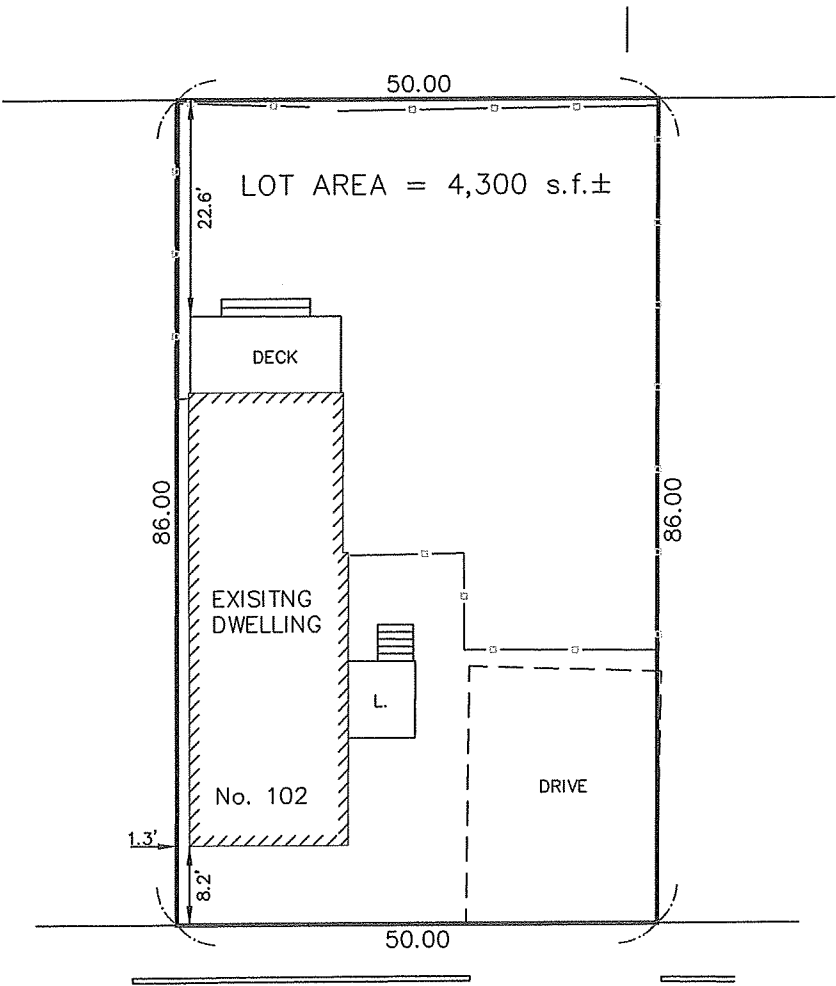 50.00
LOT AREA = 4,300 s.f.±
22.6'
DECK
86.00
86.00
EXISITNG
DWELLING
L.
DRIVE
No. 102
1.3'
8.2'
50.00